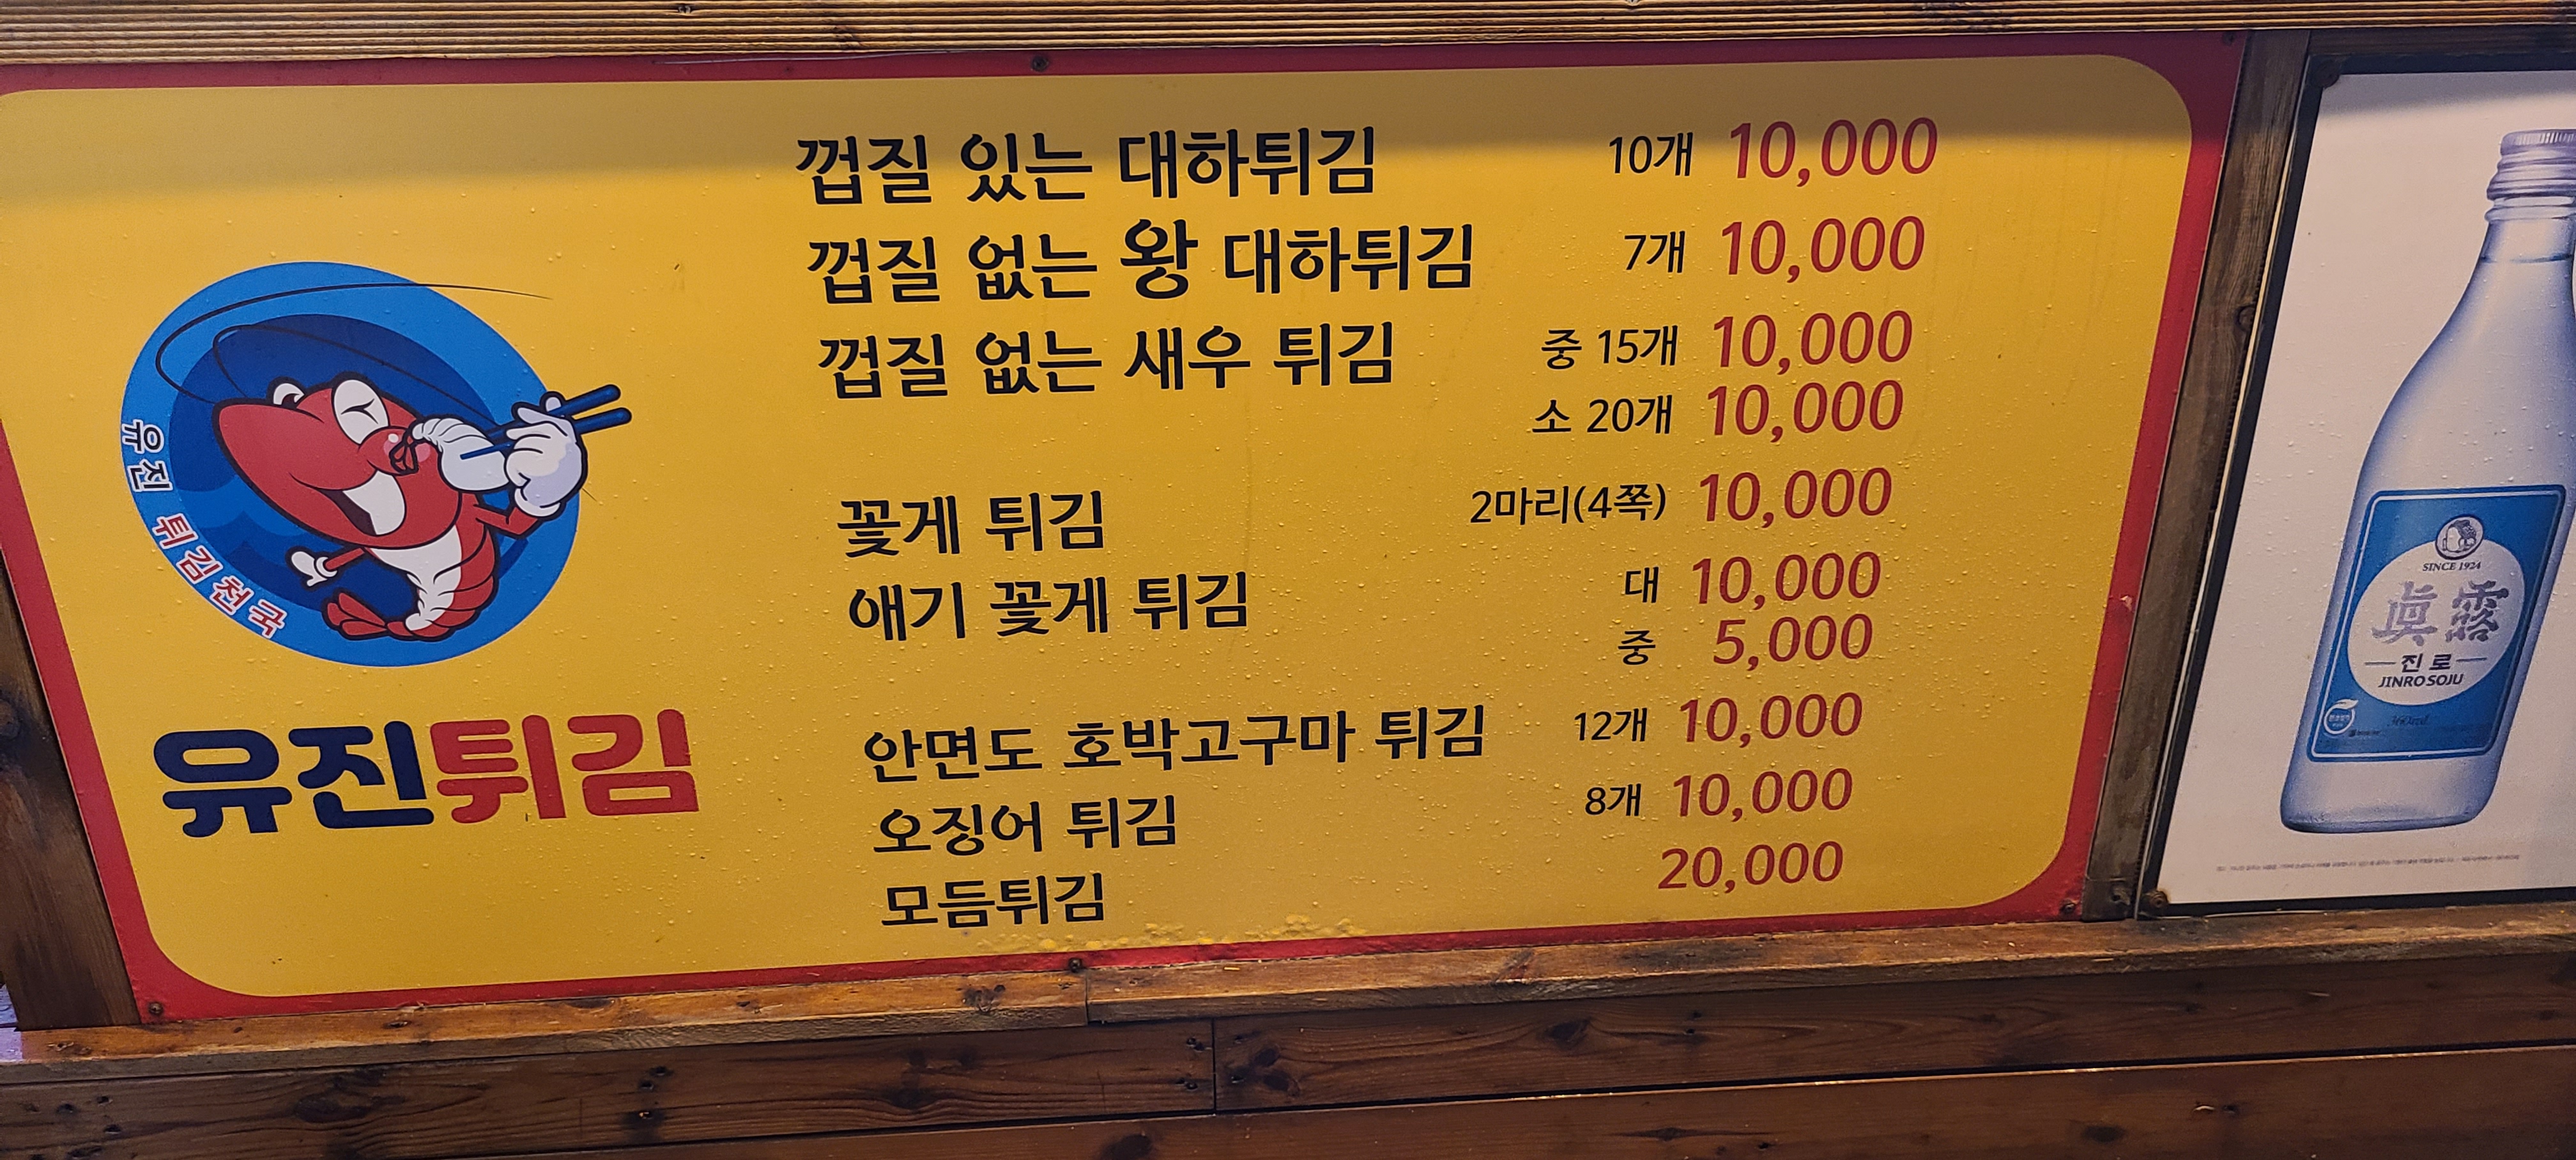 껍질 있는 대하튀김 10개 10,000
껍질 없는 왕 대하튀김 7개 10,000
껍질 없는 새우 튀김 중 15개 10,000
소 20개 10,000
꽃게 튀김 2마리(4쪽) 10,000
애기 꽃게 튀김 대 10,000
중 5,000
안면도 호박고구마 튀김 12개 10,000
오징어 튀김 8개 10,000
모듬튀김 20,000
유진 튀김천국
유진튀김
SINCE 1924
眞露
진로
JINRO SOJU
360ml